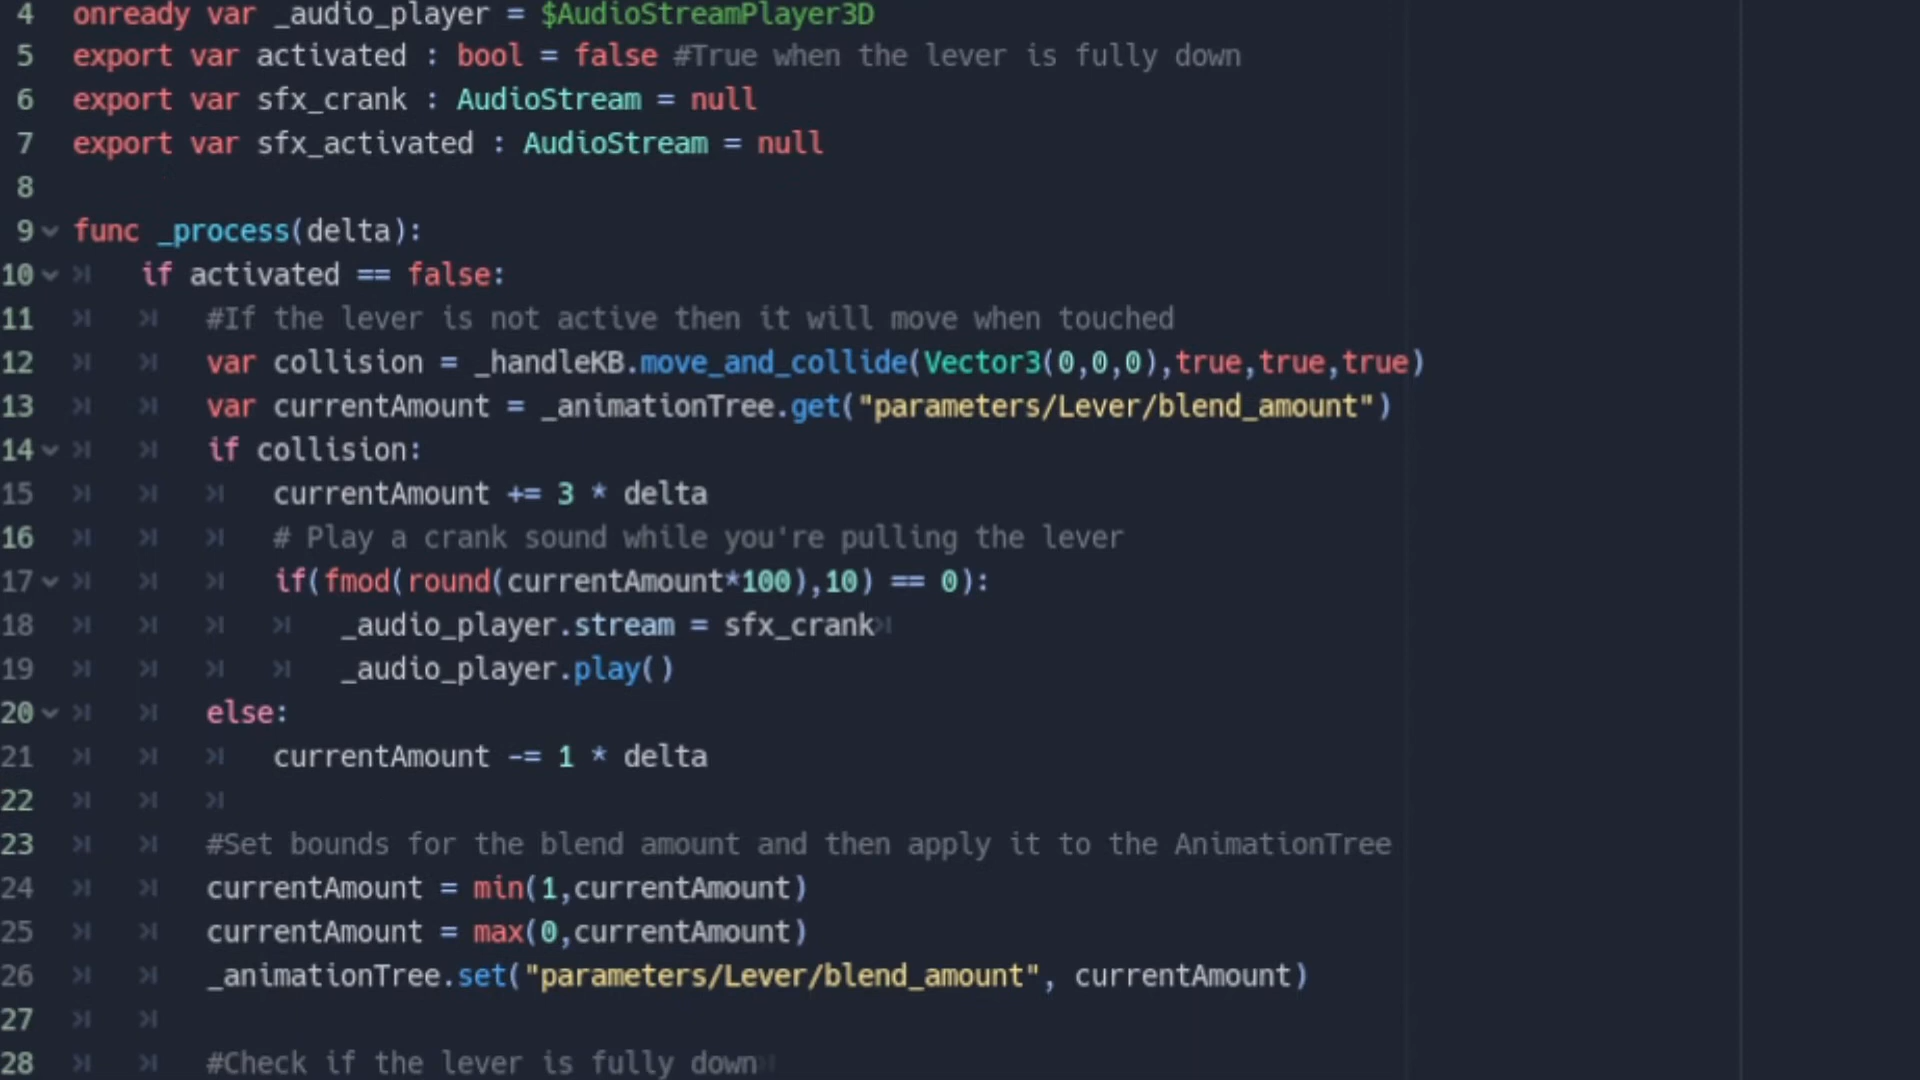 4 onready var _audio_player = $AudioStreamPlayer3D
5 export var activated : bool = false #True when the lever is fully down
6 export var sfx_crank : AudioStream = null
7 export var sfx_activated : AudioStream = null
8
9 func _process(delta):
10 if activated == false:
11 #If the lever is not active then it will move when touched
12 var collision = _handleKB.move_and_collide(Vector3(0,0,0),true,true,true)
13 var currentAmount = _animationTree.get("parameters/Lever/blend_amount")
14 if collision:
15 currentAmount += 3 * delta
16 # Play a crank sound while you're pulling the lever
17 if(fmod(round(currentAmount*100),10) == 0):
18 _audio_player.stream = sfx_crank
19 _audio_player.play()
20 else:
21 currentAmount -= 1 * delta
22
23 #Set bounds for the blend amount and then apply it to the AnimationTree
24 currentAmount = min(1,currentAmount)
25 currentAmount = max(0,currentAmount)
26 _animationTree.set("parameters/Lever/blend_amount", currentAmount)
27
28 #Check if the lever is fully down